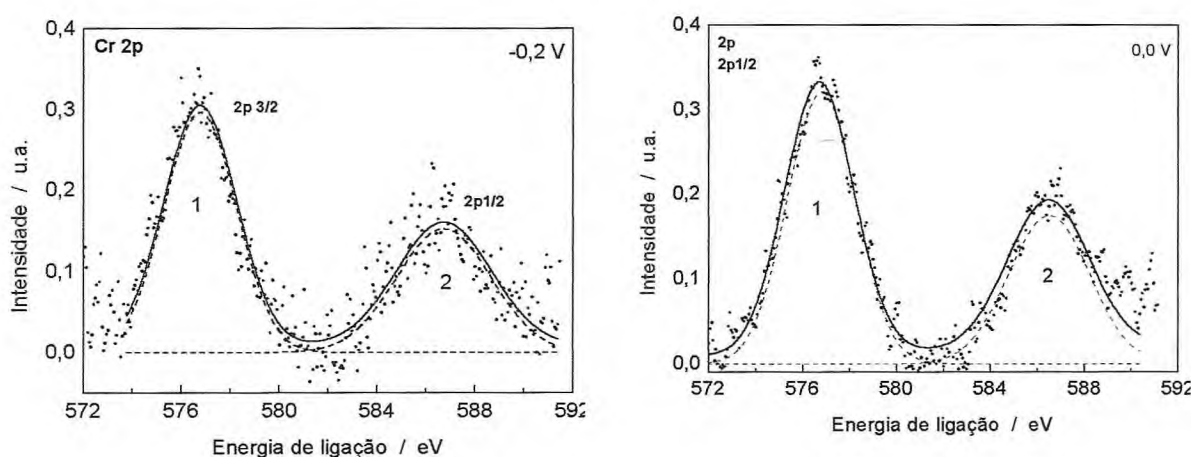 Cr 2p
-0,2 V
2p 3/2
2p1/2
1
2
0,4
0,3
0,2
0,1
0,0
Intensidade / u.a.
572 576 580 584 588 592
Energia de ligação / eV
2p
2p1/2
0,0 V
1
2
0,4
0,3
0,2
0,1
0,0
Intensidade / u.a.
572 576 580 584 588 592
Energia de ligação / eV